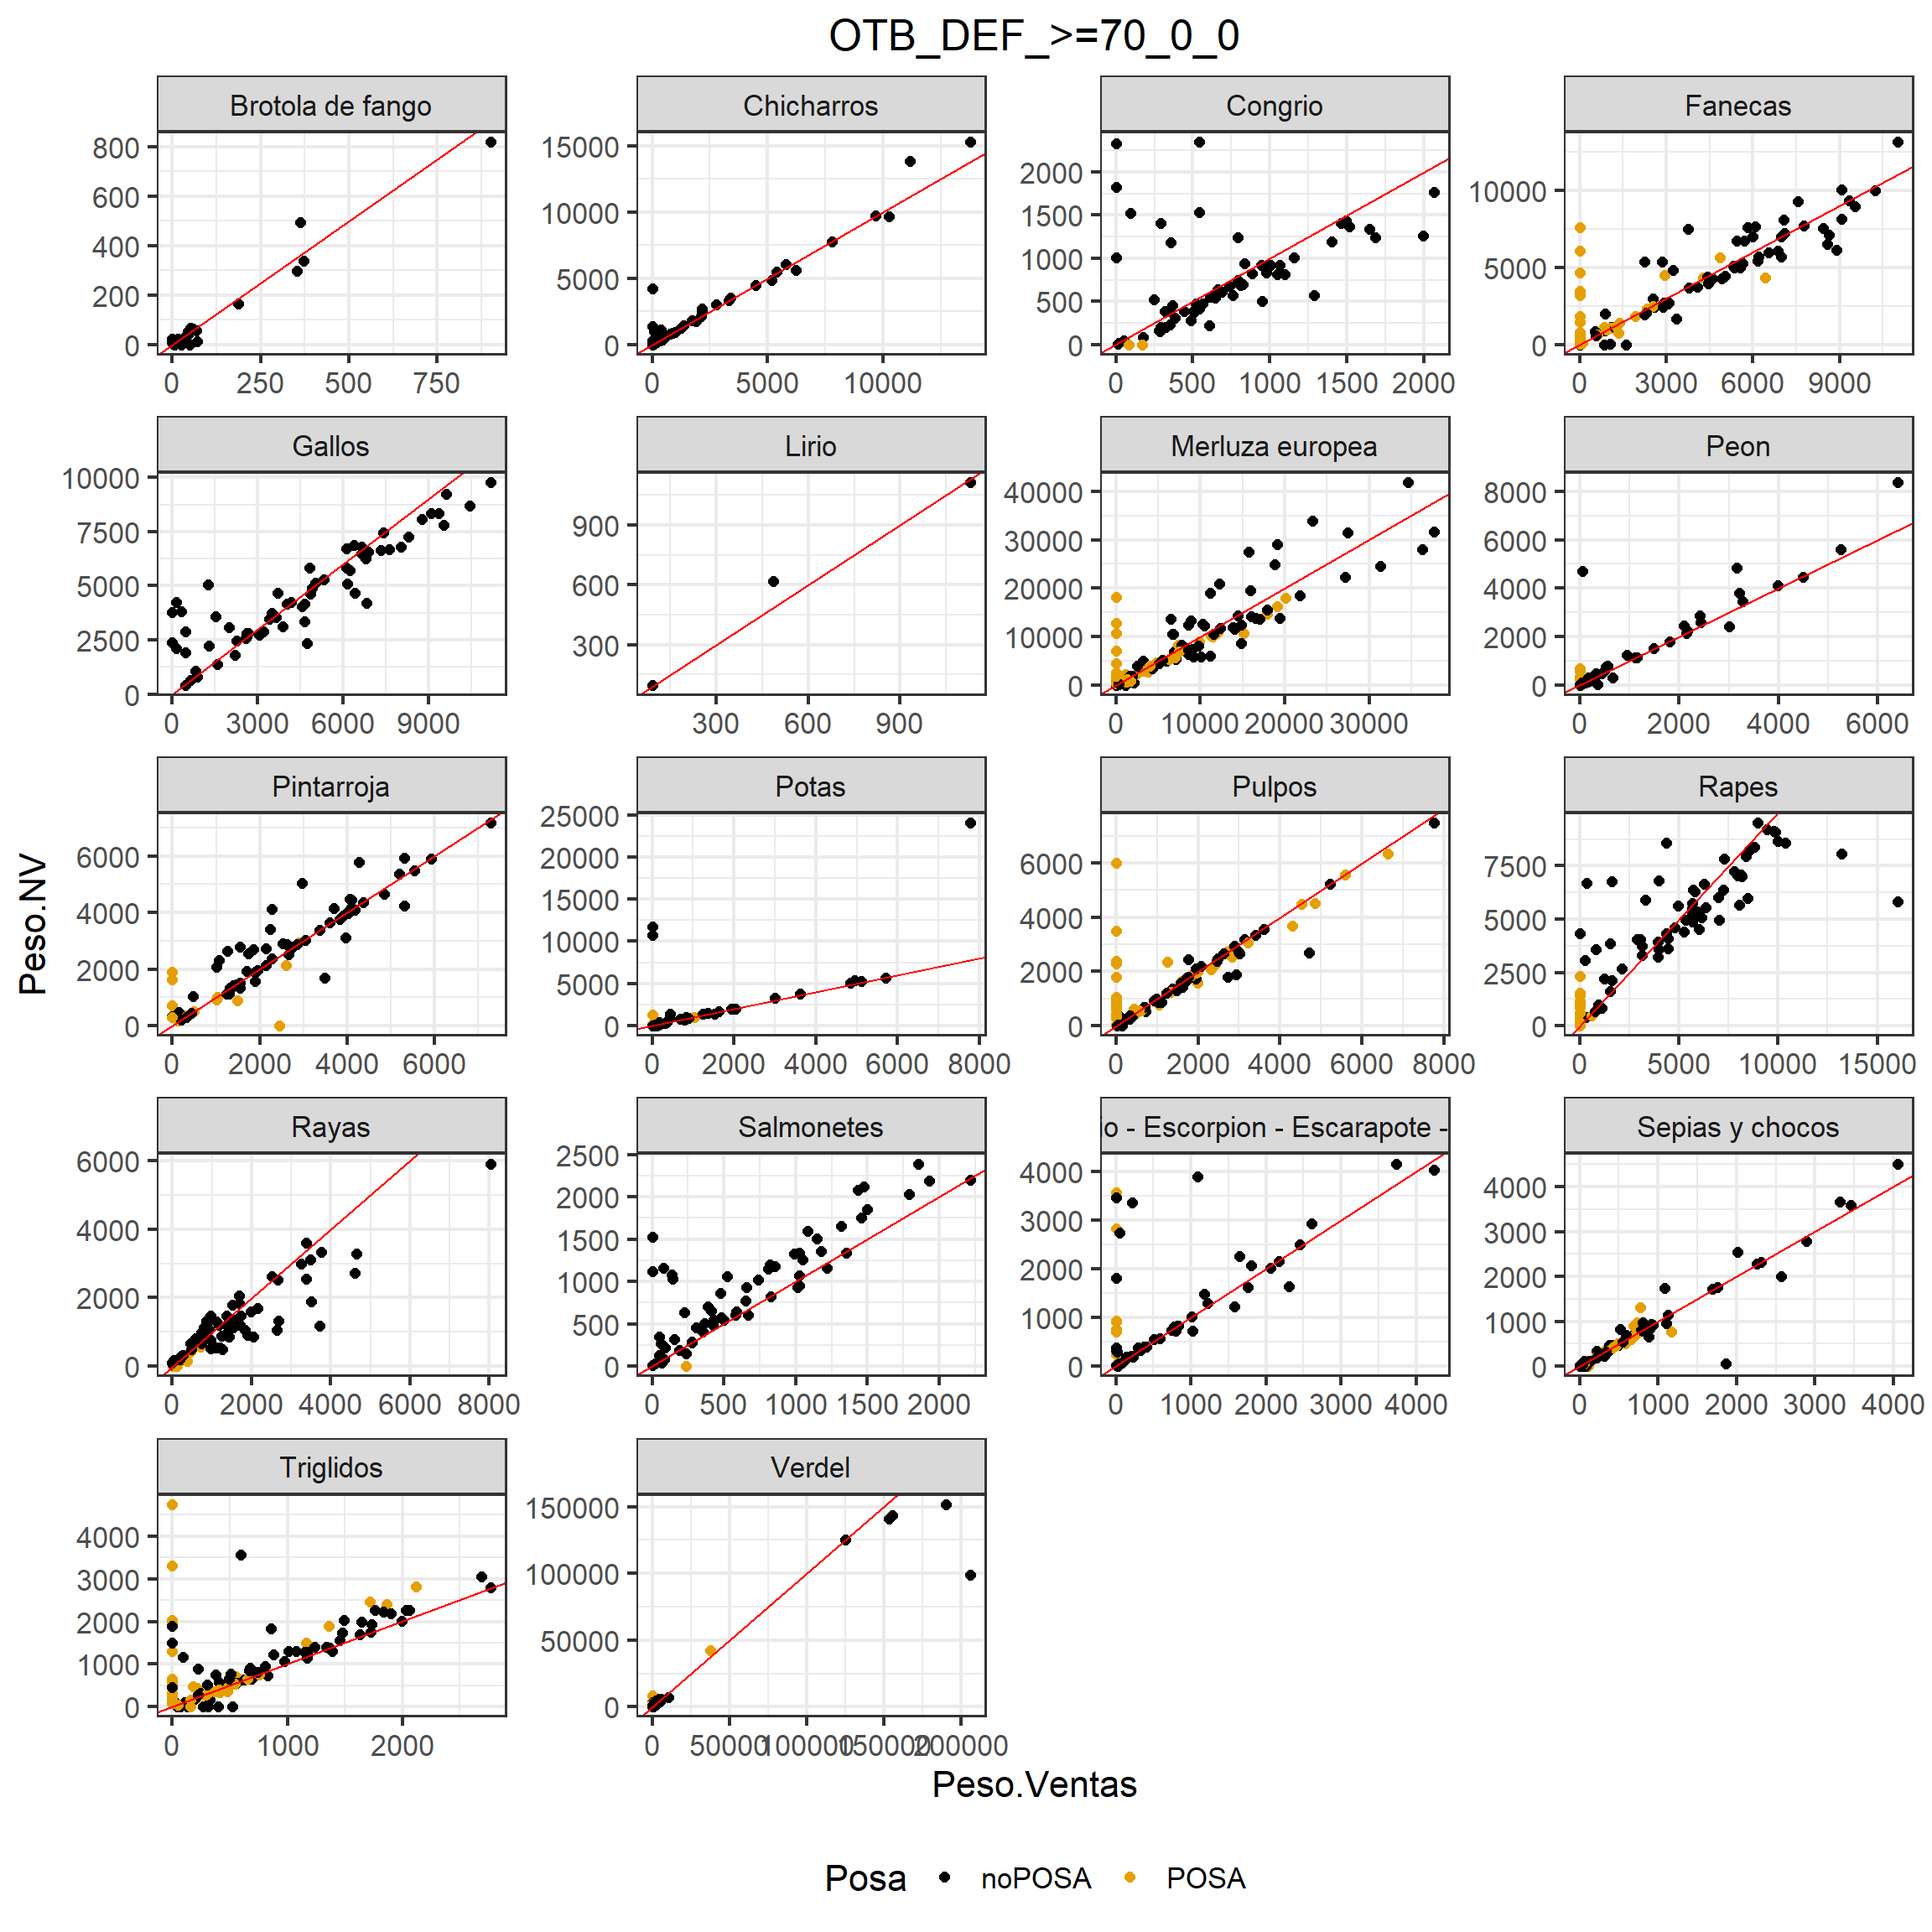 OTB_DEF_>=70_0_0
Brotola de fango
Chicharros
Congrio
Fanecas
800
600
400
200
0
0 250 500 750
15000
10000
5000
0
0 5000 10000
2000
1500
1000
500
0
0 500 1000 1500 2000
10000
5000
0
0 3000 6000 9000
Gallos
Lirio
Merluza europea
Peon
10000
7500
5000
2500
0
0 3000 6000 9000
900
600
300
300 600 900
40000
30000
20000
10000
0
0 10000 20000 30000
8000
6000
4000
2000
0
0 2000 4000 6000
Pintarroja
Potas
Pulpos
Rapes
6000
4000
2000
0
0 2000 4000 6000
25000
20000
15000
10000
5000
0
0 2000 4000 6000 8000
6000
4000
2000
0
0 2000 4000 6000 8000
7500
5000
2500
0
0 5000 10000 15000
Rayas
Salmonetes
io - Escorpion - Escarapote -
Sepias y chocos
6000
4000
2000
0
0 2000 4000 6000 8000
2500
2000
1500
1000
500
0
0 500 1000 1500 2000
4000
3000
2000
1000
0
0 1000 2000 3000 4000
4000
3000
2000
1000
0
0 1000 2000 3000 4000
Triglidos
Verdel
4000
3000
2000
1000
0
0 1000 2000
150000
100000
50000
0
0 50000 100000 150000 200000
Peso.NV
Peso.Ventas
Posa noPOSA POSA